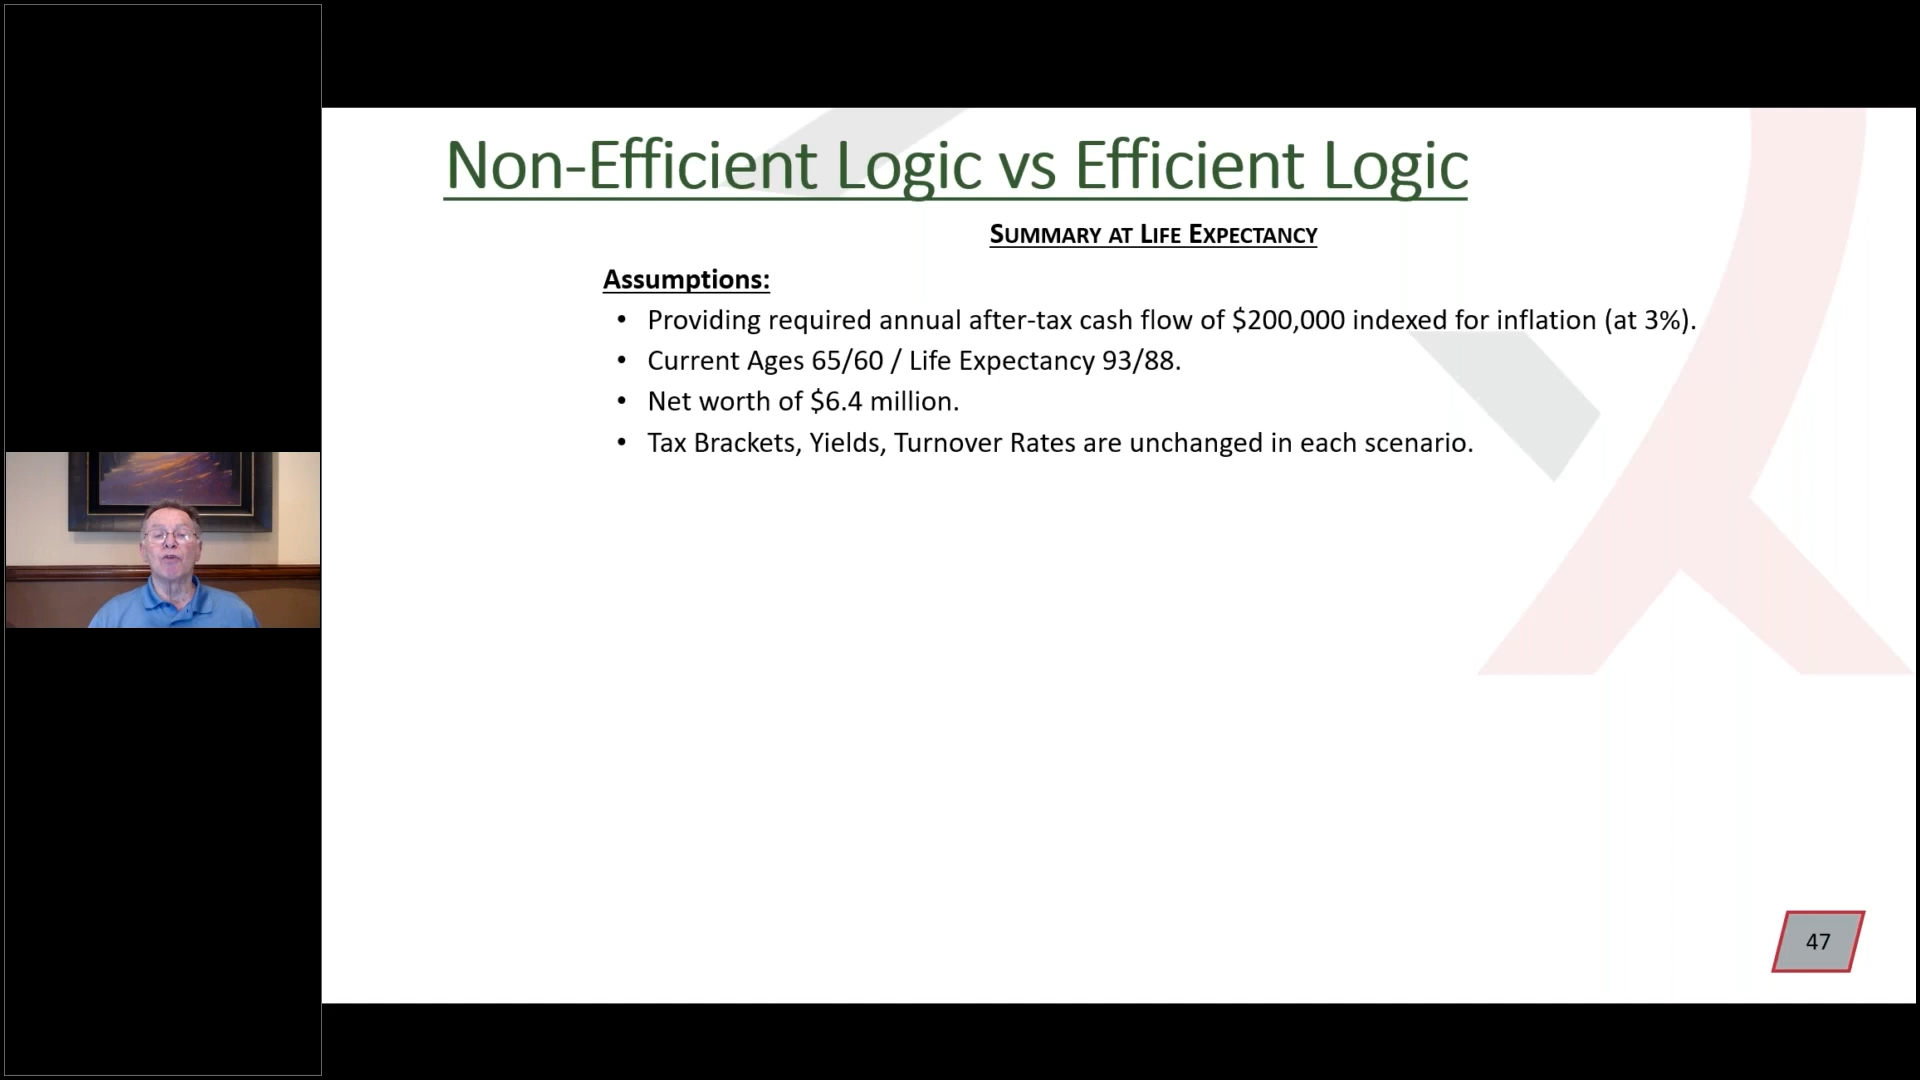 Non-Efficient Logic vs Efficient Logic
SUMMARY AT LIFE EXPECTANCY
Assumptions:
• Providing required annual after-tax cash flow of $200,000 indexed for inflation (at 3%).
• Current Ages 65/60 / Life Expectancy 93/88.
• Net worth of $6.4 million.
• Tax Brackets, Yields, Turnover Rates are unchanged in each scenario.
47